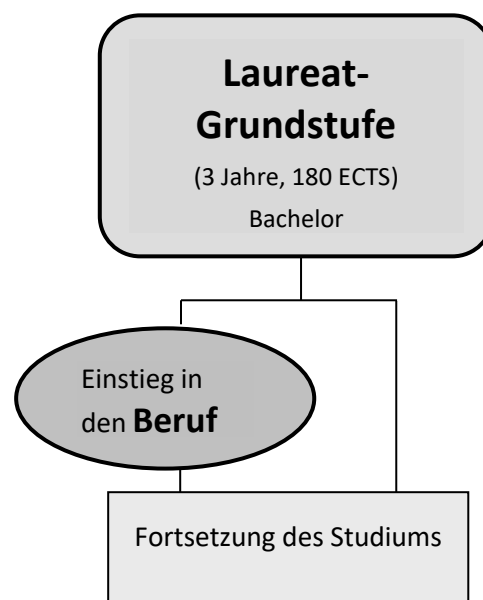 Laureat-
Grundstufe
(3 Jahre, 180 ECTS)
Bachelor
Einstieg in
den Beruf
Fortsetzung des Studiums